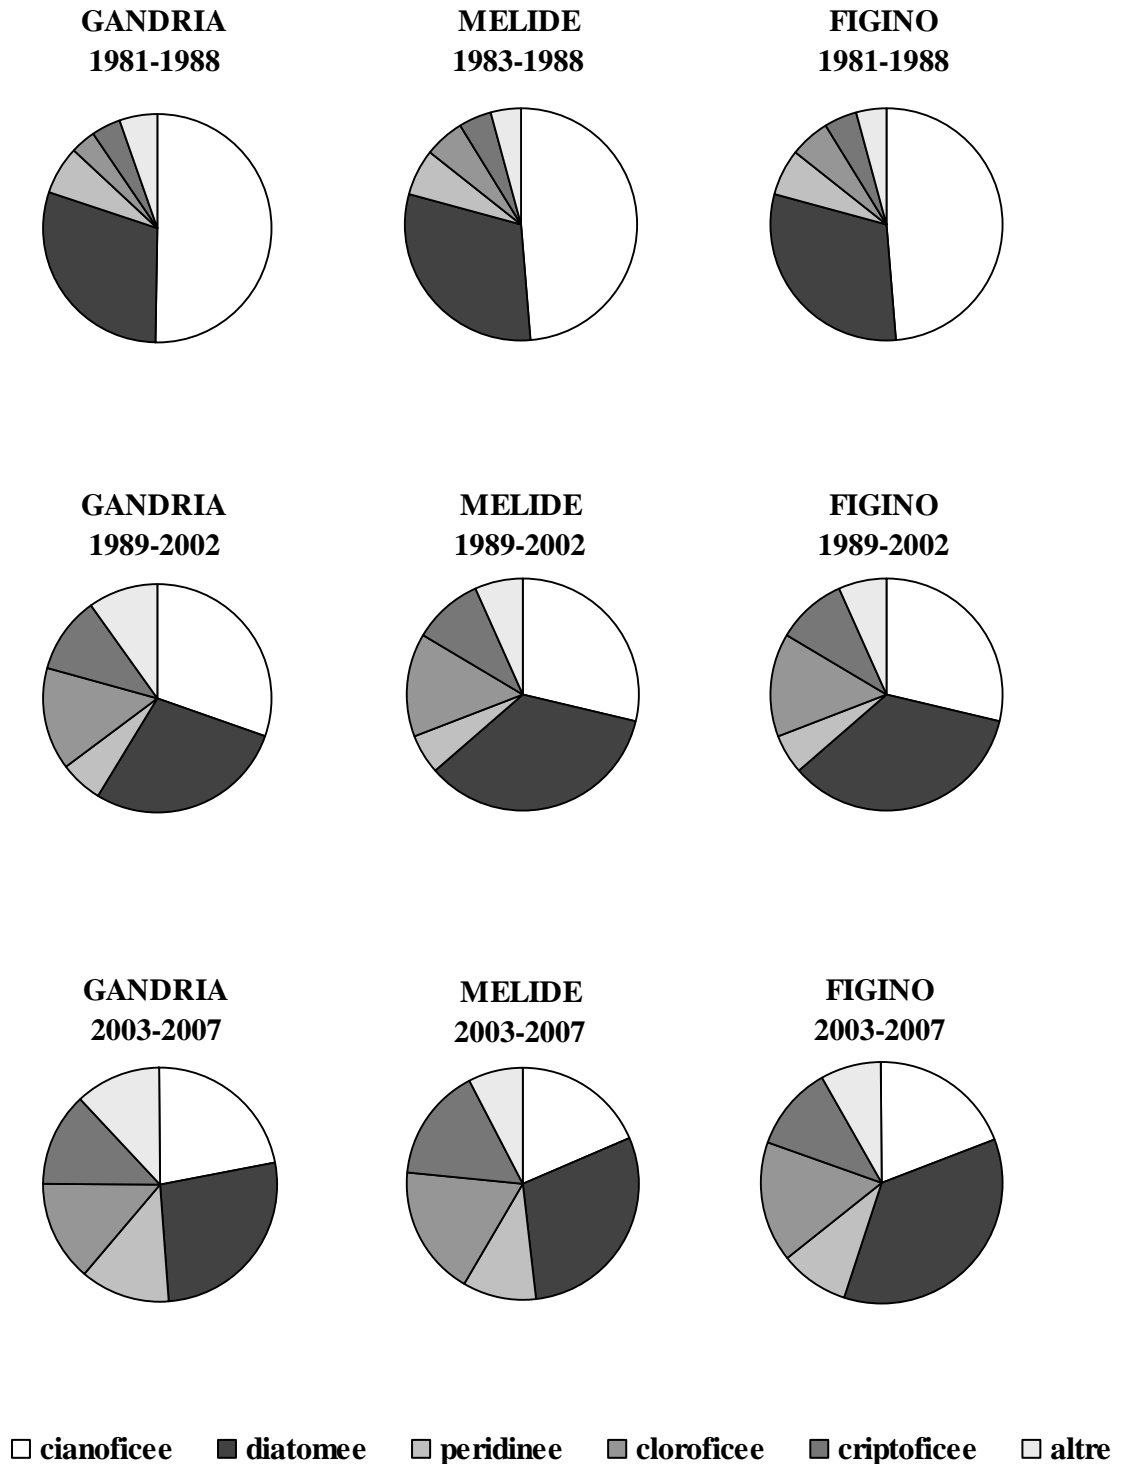 GANDRIA
1981-1988
MELIDE
1983-1988
FIGINO
1981-1988
GANDRIA
1989-2002
MELIDE
1989-2002
FIGINO
1989-2002
GANDRIA
2003-2007
MELIDE
2003-2007
FIGINO
2003-2007
cianoficee diatomee peridinee cloroficee criptoficee altre